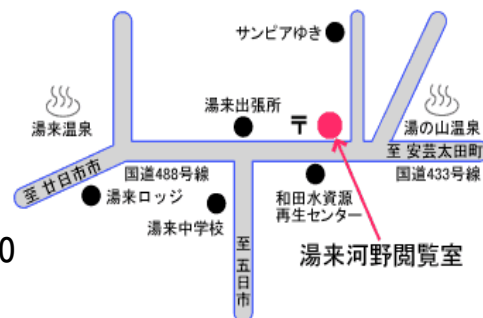 サンピアゆき
湯来出張所
〒
湯来温泉
湯の山温泉
至 安芸太田町
至 廿日市市
国道488号線
国道433号線
湯来ロッジ
和田水資源
再生センター
湯来中学校
至 五日市
湯来河野閲覧室
0